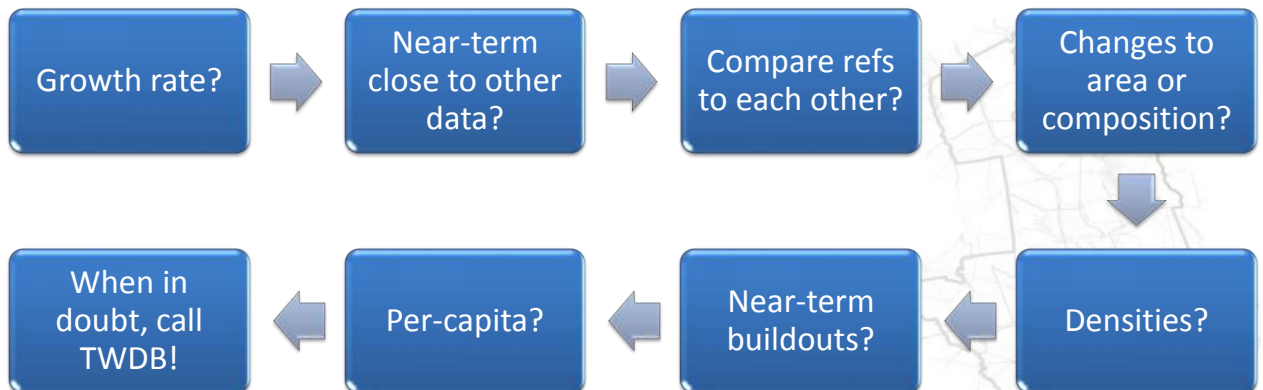 Growth rate?
Near-term
close to other
data?
Compare refs
to each other?
Changes to
area or
composition?
Densities?
Near-term
buildouts?
Per-capita?
When in
doubt, call
TWDB!